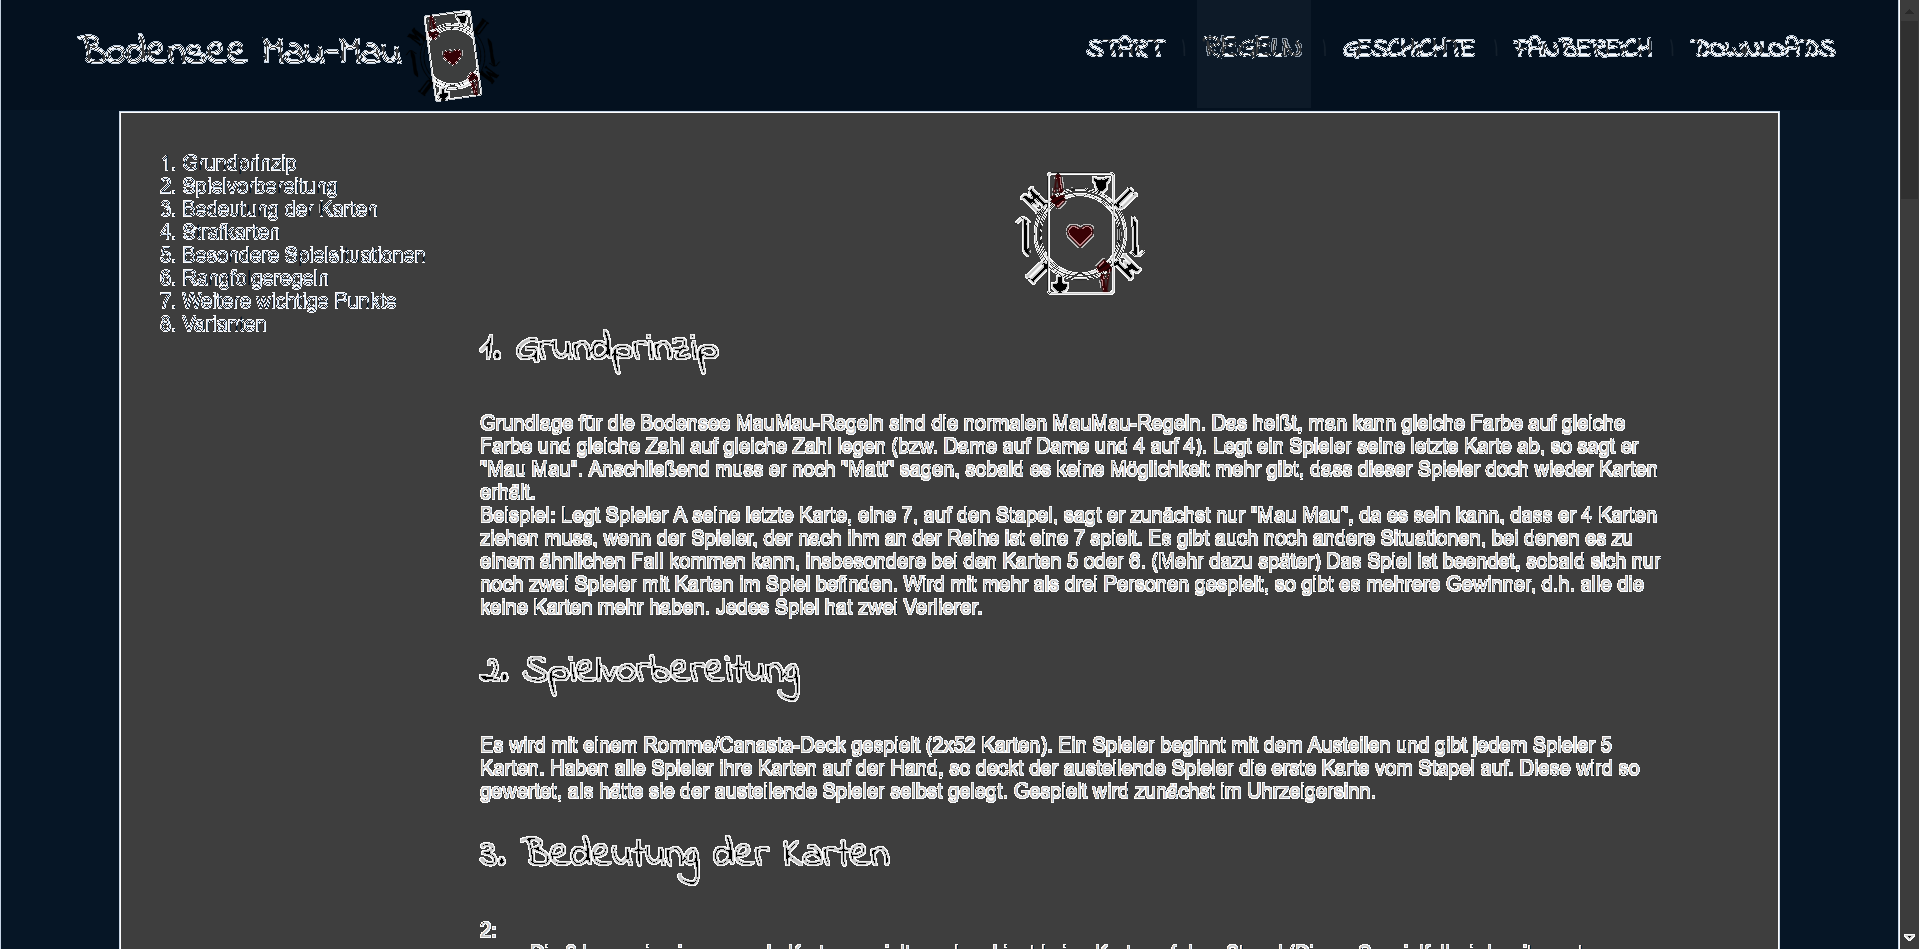 Bodensee Mau-Mau
START
REGELN
GESCHICHTE
FANBEREICH
DOWNLOADS
1. Grundprinzip
2. Spielvorbereitung
3. Bedeutung der Karten
4. Strafkarten
5. Besondere Spielsituationen
6. Rangfolgeregeln
7. Weitere wichtige Punkte
8. Varianten
1. Grundprinzip
Grundlage für die Bodensee MauMau-Regeln sind die normalen MauMau-Regeln. Das heißt, man kann gleiche Farbe auf gleiche
Farbe und gleiche Zahl auf gleiche Zahl legen (bzw. Dame auf Dame und 4 auf 4). Legt ein Spieler seine letzte Karte ab, so sagt er
"Mau Mau". Anschließend muss er noch "Matt" sagen, sobald es keine Möglichkeit mehr gibt, dass dieser Spieler doch wieder Karten
erhält.
Beispiel: Legt Spieler A seine letzte Karte, eine 7, auf den Stapel, sagt er zunächst nur "Mau Mau", da es sein kann, dass er 4 Karten
ziehen muss, wenn der Spieler, der nach ihm an der Reihe ist eine 7 spielt. Es gibt auch noch andere Situationen, bei denen es zu
einem ähnlichen Fall kommen kann, insbesondere bei den Karten 5 oder 6. (Mehr dazu später) Das Spiel ist beendet, sobald sich nur
noch zwei Spieler mit Karten im Spiel befinden. Wird mit mehr als drei Personen gespielt, so gibt es mehrere Gewinner, d.h. alle die
keine Karten mehr haben. Jedes Spiel hat zwei Verlierer.
2. Spielvorbereitung
Es wird mit einem Romme/Canasta-Deck gespielt (2x52 Karten). Ein Spieler beginnt mit dem Austeilen und gibt jedem Spieler 5
Karten. Haben alle Spieler ihre Karten auf der Hand, so deckt der austeilende Spieler die erste Karte vom Stapel auf. Diese wird so
gewertet, als hätte sie der austeilende Spieler selbst gelegt. Gespielt wird zunächst im Uhrzeigersinn.
3. Bedeutung der Karten
2: